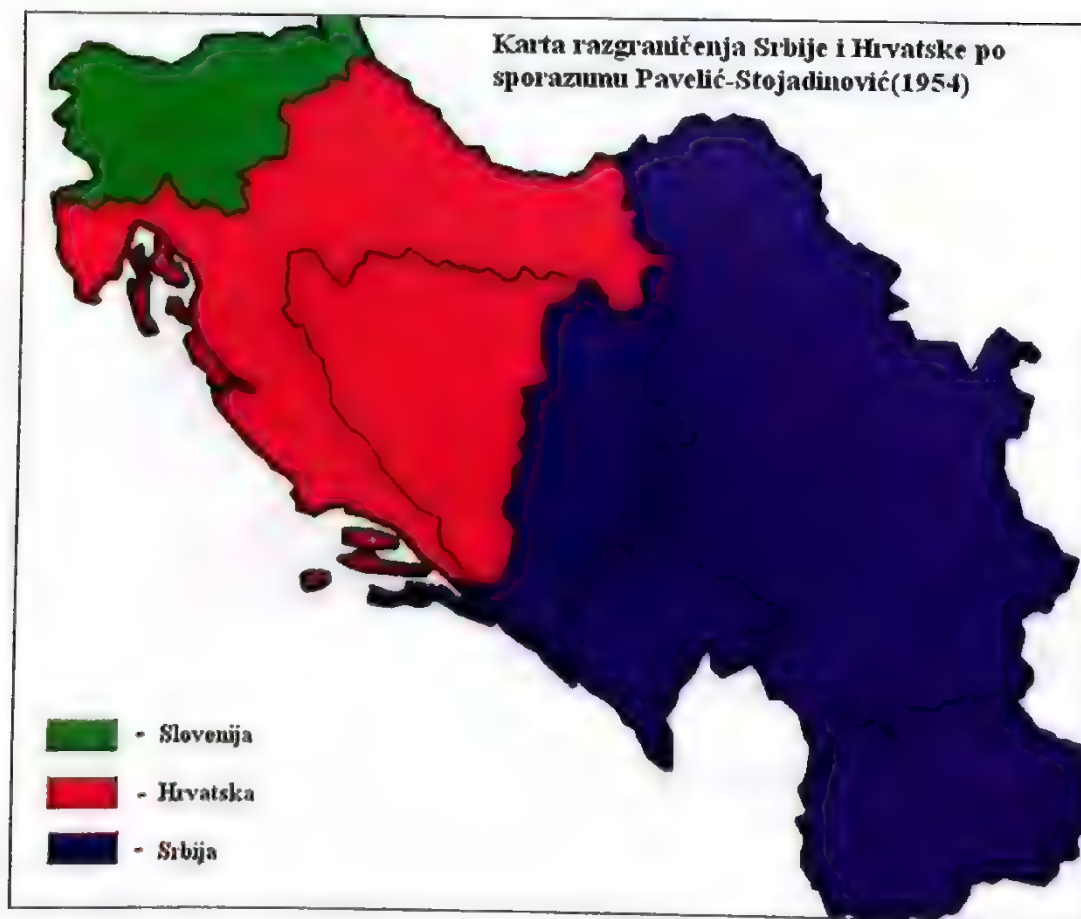 Karta razgraničenja Srbije i Hrvatske po
sporazumu Pavelić-Stojadinović(1954)
- Slovenija
- Hrvatska
- Srbija